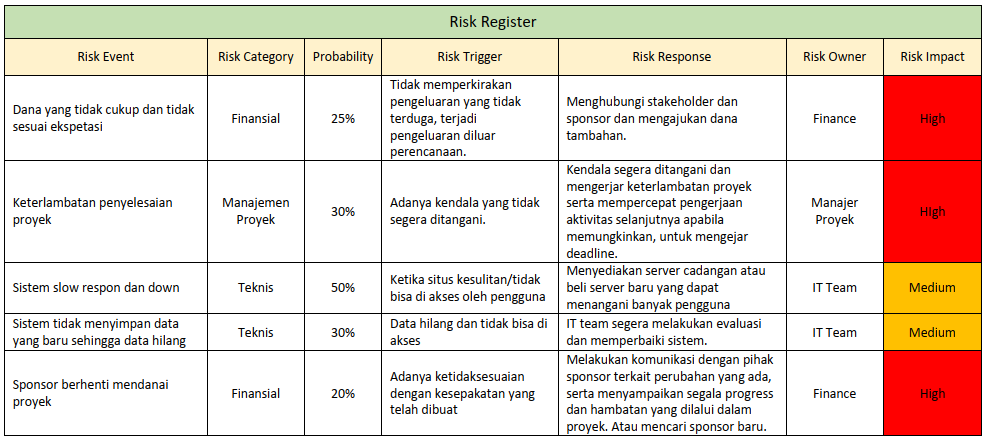 Risk Register
Risk Event
Risk Category
Probability
Risk Trigger
Risk Response
Risk Owner
Risk Impact
Dana yang tidak cukup dan tidak
sesuai ekspetasi
Finansial
25%
Tidak memperkirakan
pengeluaran yang tidak
terduga, terjadi
pengeluaran diluar
perencanaan.
Menghubungi stakeholder dan
sponsor dan mengajukan dana
tambahan.
Finance
High
Keterlambatan penyelesaian
proyek
Manajemen
Proyek
30%
Adanya kendala yang tidak
segera ditangani.
Kendala segera ditangani dan
mengerjar keterlambatan proyek
serta mempercepat pengerjaan
aktivitas selanjutnya apabila
memungkinkan, untuk mengejar
deadline.
Manajer
Proyek
High
Sistem slow respon dan down
Teknis
50%
Ketika situs kesulitan/tidak
bisa di akses oleh pengguna
Menyediakan server cadangan atau
beli server baru yang dapat
menangani banyak pengguna
IT Team
Medium
Sistem tidak menyimpan data
yang baru sehingga data hilang
Teknis
30%
Data hilang dan tidak bisa di
akses
IT team segera melakukan evaluasi
dan memperbaiki sistem.
IT Team
Medium
Sponsor berhenti mendanai
proyek
Finansial
20%
Adanya ketidaksesuaian
dengan kesepakatan yang
telah dibuat
Melakukan komunikasi dengan pihak
sponsor terkait perubahan yang ada,
serta menyampaikan segala progress
dan hambatan yang dilalui dalam
proyek. Atau mencari sponsor baru.
Finance
High